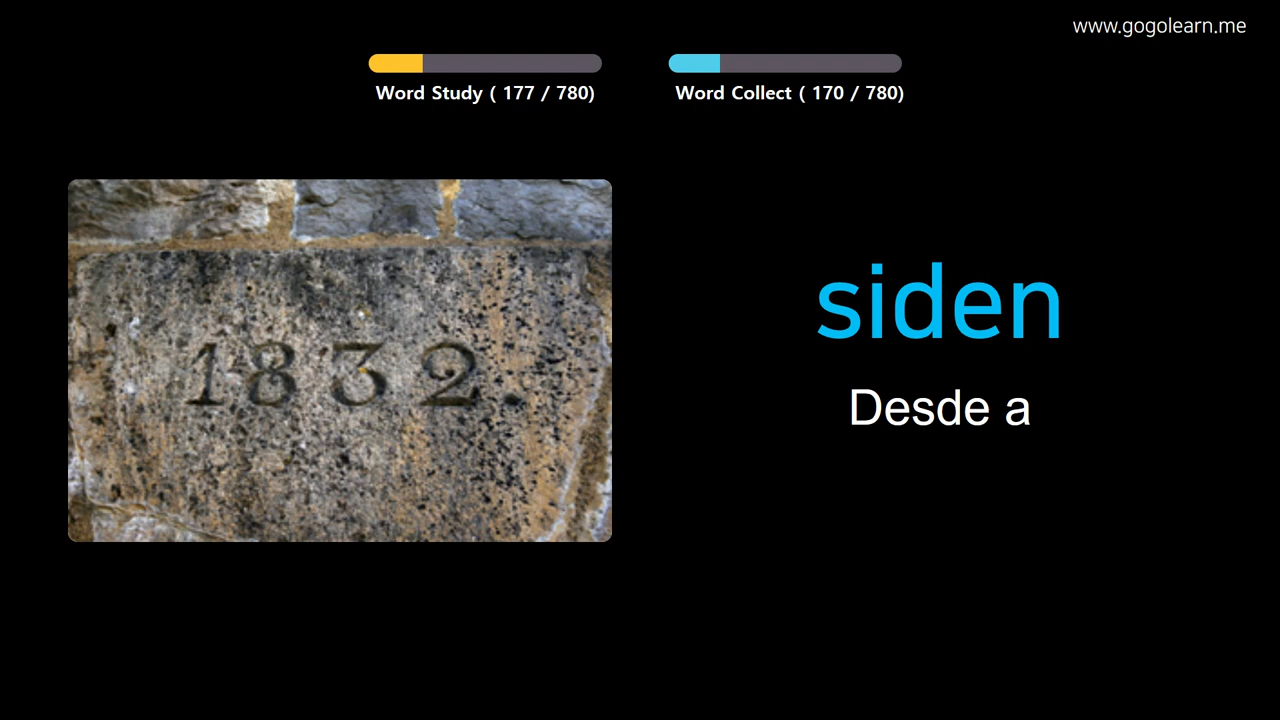 www.gogolearn.me
Word Study ( 177 / 780)
Word Collect ( 170 / 780)
1832.
siden
Desde a